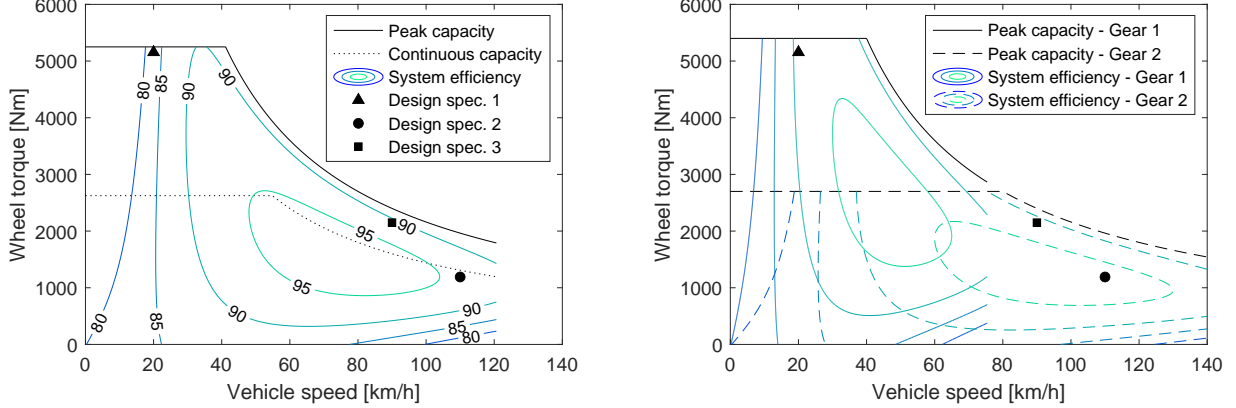 6000
5000
4000
3000
2000
1000
0
0 20 40 60 80 100 120 140
Wheel torque [Nm]
Vehicle speed [km/h]
Peak capacity
Continuous capacity
System efficiency
Design spec. 1
Design spec. 2
Design spec. 3
80
85
90
90
95
90
95
80
85
90
90
85
80
6000
5000
4000
3000
2000
1000
0
0 20 40 60 80 100 120 140
Wheel torque [Nm]
Vehicle speed [km/h]
Peak capacity - Gear 1
Peak capacity - Gear 2
System efficiency - Gear 1
System efficiency - Gear 2